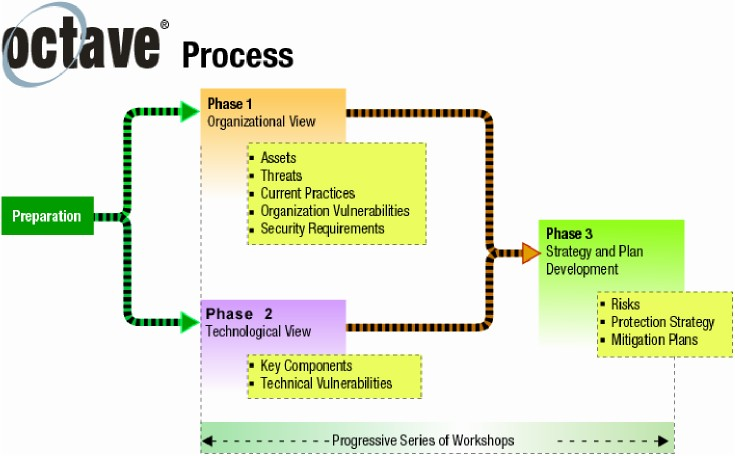 octave® Process
Phase 1
Organizational View
▪ Assets
▪ Threats
▪ Current Practices
▪ Organization Vulnerabilities
▪ Security Requirements
Preparation
Phase 3
Strategy and Plan
Development
▪ Risks
▪ Protection Strategy
▪ Mitigation Plans
Phase 2
Technological View
▪ Key Components
▪ Technical Vulnerabilities
Progressive Series of Workshops